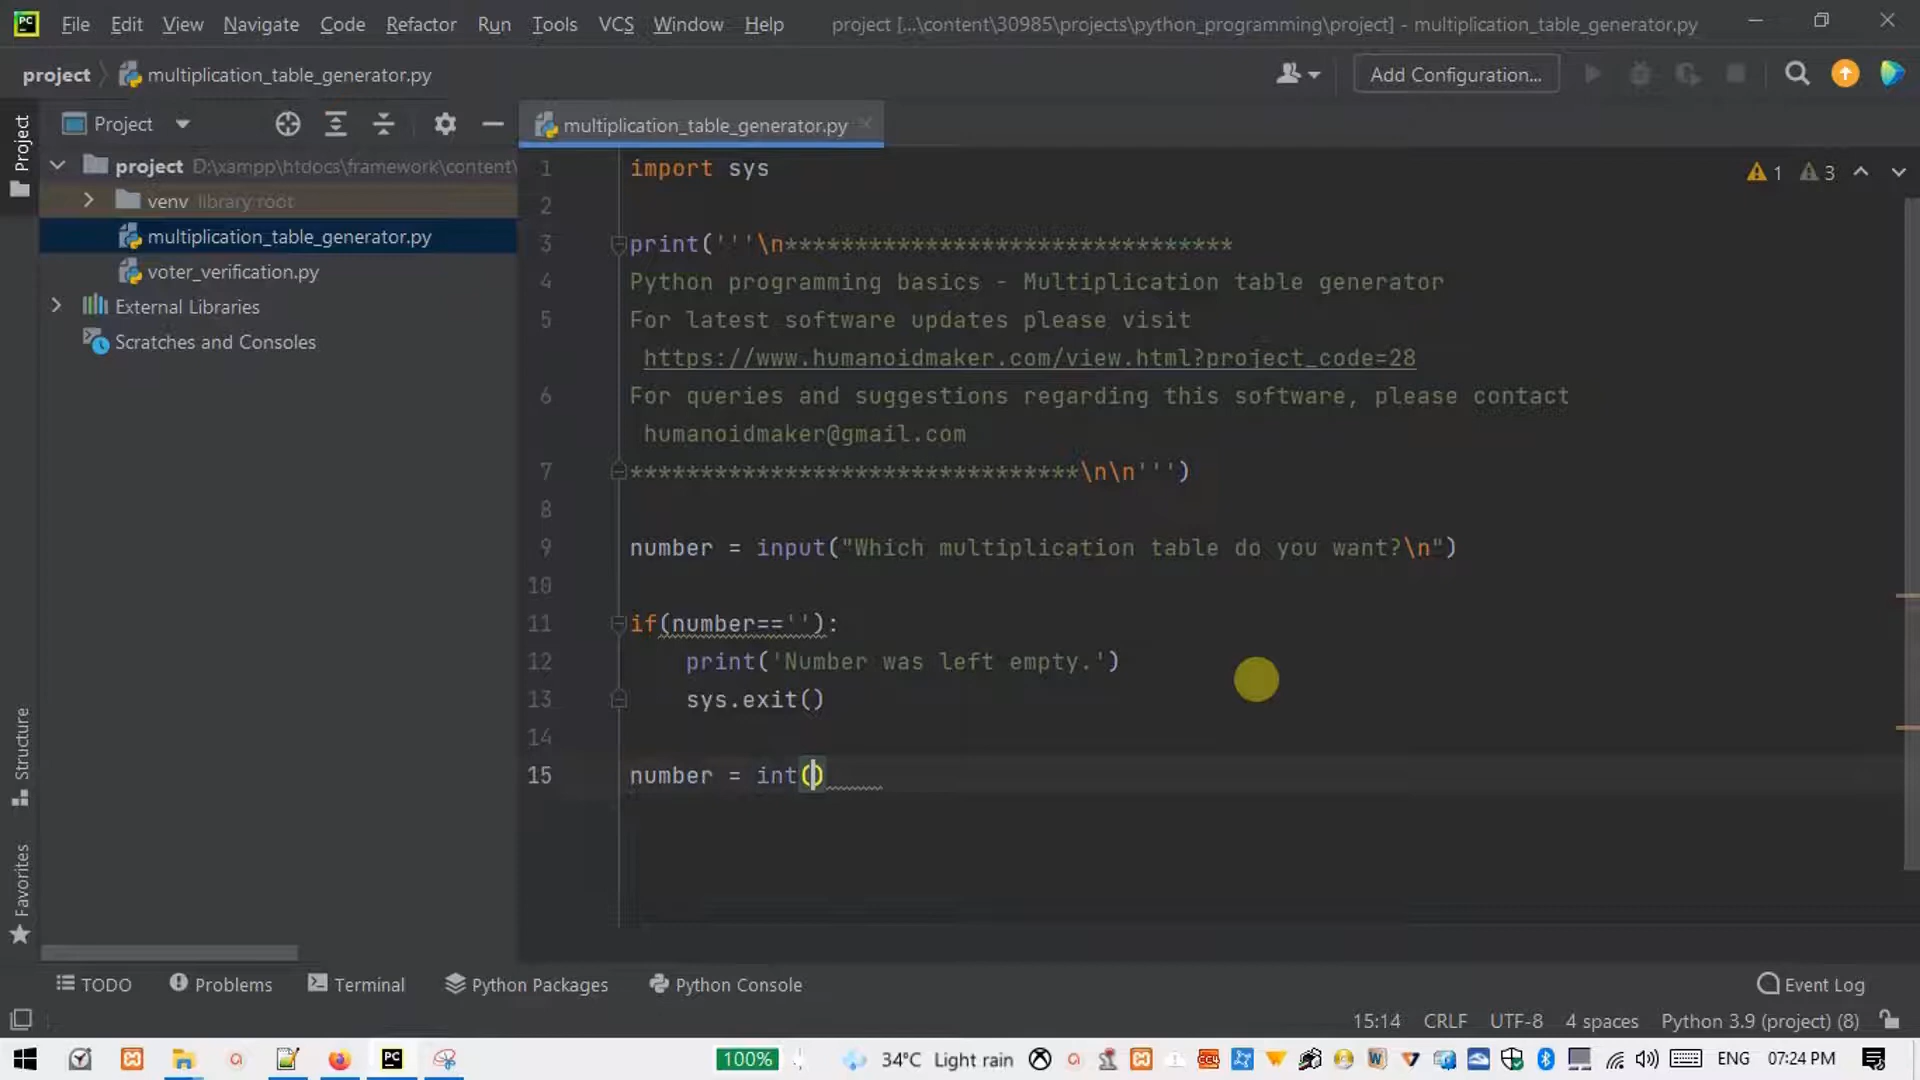 PC File Edit View Navigate Code Refactor Run Tools VCS Window Help project [...\content\30985\projects\python_programming\project] - multiplication_table_generator.py
project multiplication_table_generator.py Add Configuration...
Project
Project
multiplication_table_generator.py
project D:\xampp\htdocs\framework\content\
venv library root
multiplication_table_generator.py
voter_verification.py
External Libraries
Scratches and Consoles
1 import sys
1 3
2
3 print('''\n********************************
4 Python programming basics - Multiplication table generator
5 For latest software updates please visit
https://www.humanoidmaker.com/view.html?project_code=28
6 For queries and suggestions regarding this software, please contact
humanoidmaker@gmail.com
7 ********************************\n\n''')
8
9 number = input("Which multiplication table do you want?\n")
10
11 if(number==''):
12 print('Number was left empty.')
13 sys.exit()
14
15 number = int()
Structure
Favorites
TODO Problems Terminal Python Packages Python Console Event Log
15:14 CRLF UTF-8 4 spaces Python 3.9 (project) (8)
PC 100% 34°C Light rain CC4 ENG 07:24 PM